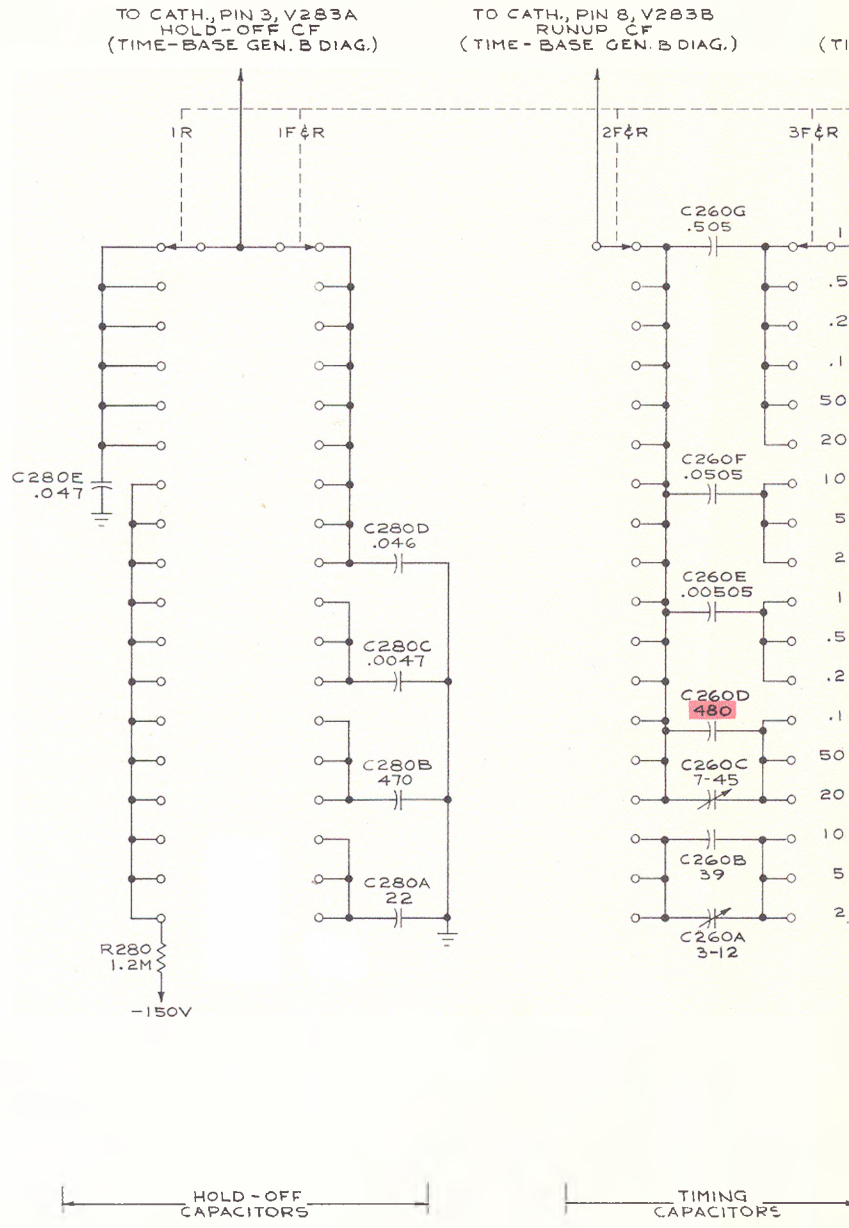 TO CATH., PIN 3, V283A
HOLD-OFF CF
(TIME-BASE GEN. B DIAG.)
TO CATH., PIN 8, V283B
RUNUP CF
(TIME-BASE GEN. B DIAG.)
(TI
1R
1F&R
2F&R
3F&R
C260G
.505
1
.5
.2
.1
50
20
C280E
.047
C260F
.0505
10
5
2
C280D
.046
C260E
.00505
1
.5
.2
C280C
.0047
C260D
480
.1
50
20
C280B
470
C260C
7-45
10
5
2
C260B
39
C280A
22
C260A
3-12
R280
1.2M
-150V
HOLD-OFF
CAPACITORS
TIMING
CAPACITORS